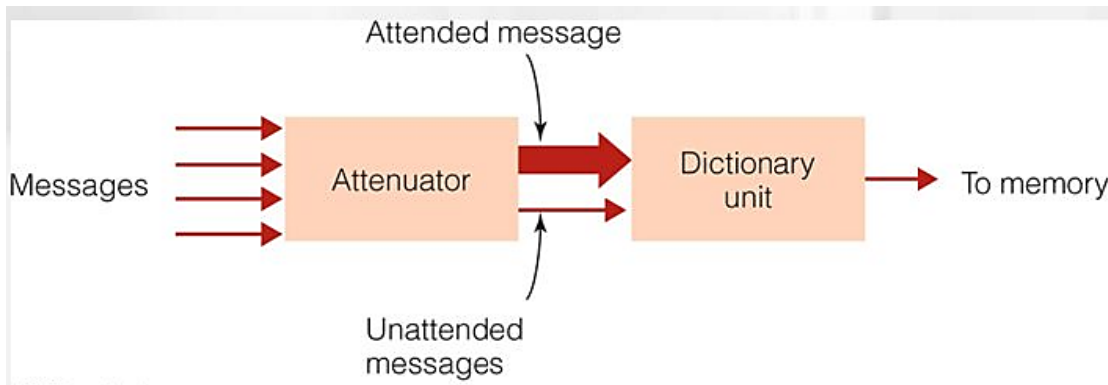 Attended message
Messages
Attenuator
Dictionary
unit
To memory
Unattended
messages